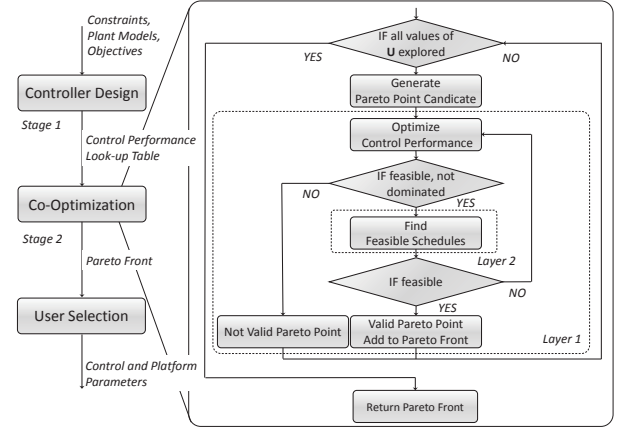 Constraints,
Plant Models,
Objectives
Controller Design
Stage 1
Control Performance
Look-up Table
Co-Optimization
Stage 2
Pareto Front
User Selection
Control and Platform
Parameters
IF all values of
U explored
YES
NO
Generate
Pareto Point Candidate
Optimize
Control Performance
IF feasible, not
dominated
NO
YES
Find
Feasible Schedules
Layer 2
IF feasible
NO
YES
Not Valid Pareto Point
Valid Pareto Point
Add to Pareto Front
Layer 1
Return Pareto Front